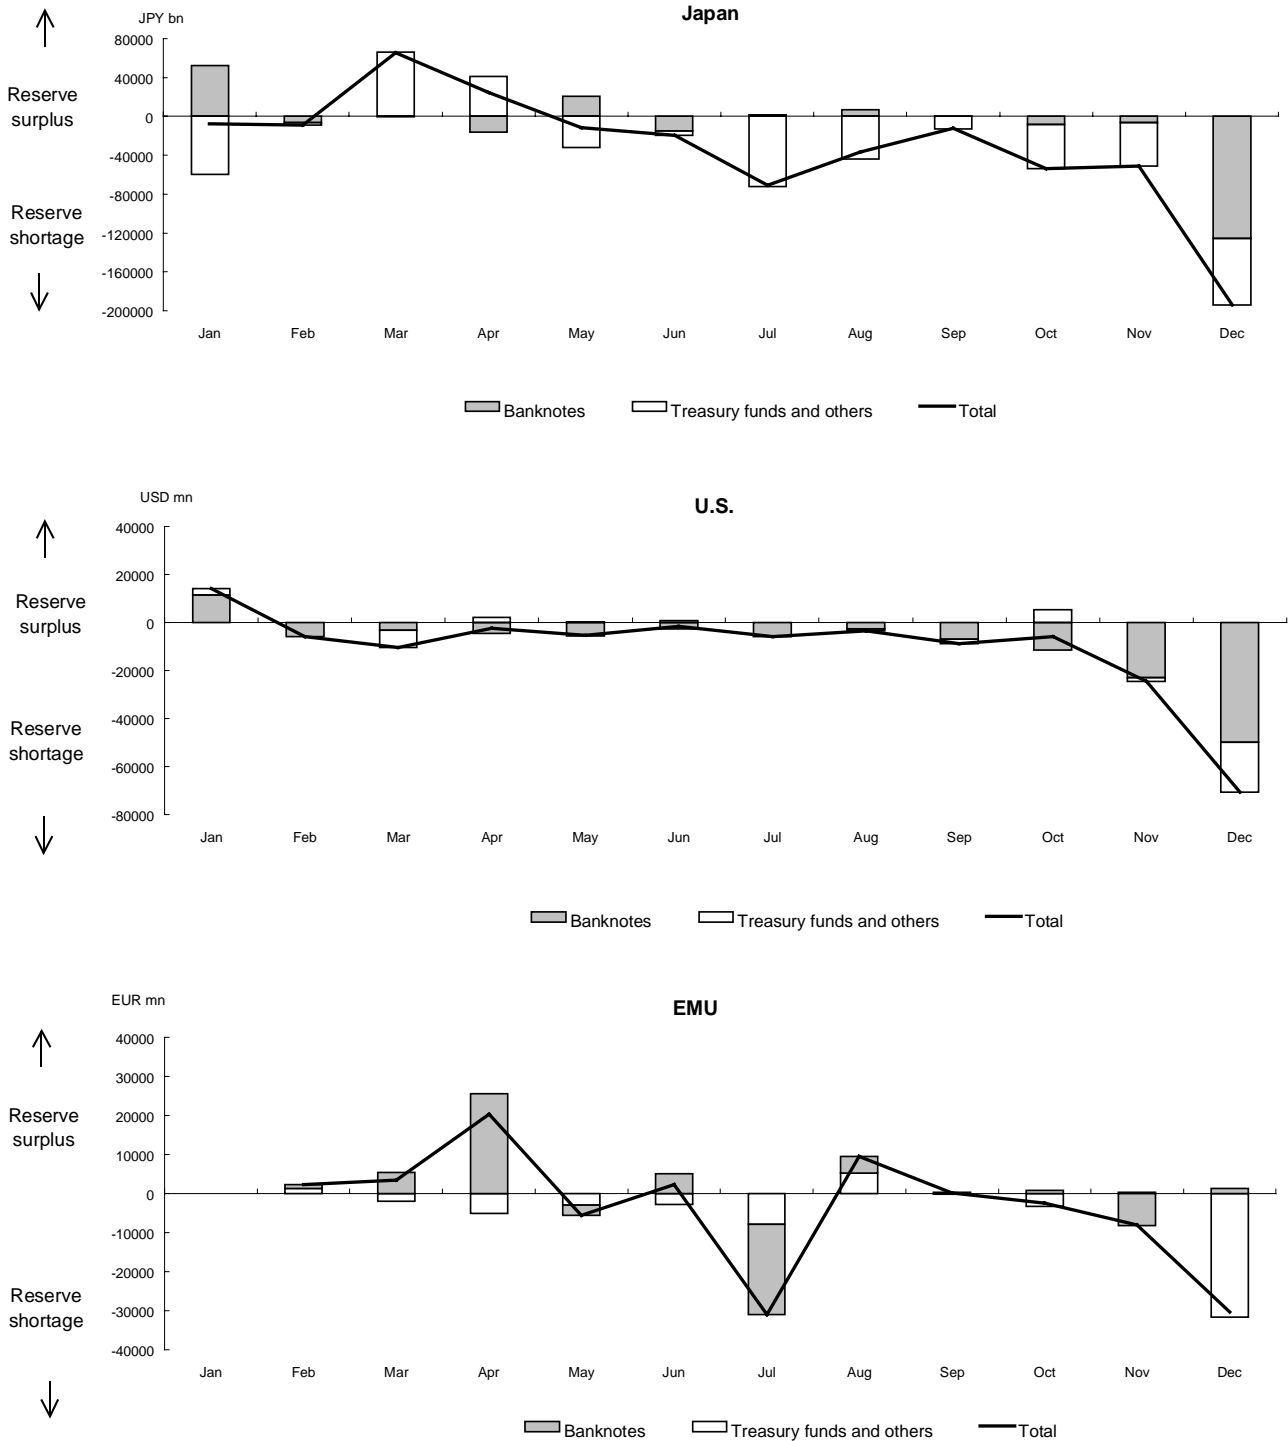 Japan
JPY bn
80000
40000
0
-40000
-80000
-120000
-160000
-200000
Reserve
surplus
Reserve
shortage
Jan Feb Mar Apr May Jun Jul Aug Sep Oct Nov Dec
Banknotes Treasury funds and others Total
U.S.
USD mn
40000
20000
0
-20000
-40000
-60000
-80000
Reserve
surplus
Reserve
shortage
Jan Feb Mar Apr May Jun Jul Aug Sep Oct Nov Dec
Banknotes Treasury funds and others Total
EMU
EUR mn
40000
30000
20000
10000
0
-10000
-20000
-30000
-40000
Reserve
surplus
Reserve
shortage
Jan Feb Mar Apr May Jun Jul Aug Sep Oct Nov Dec
Banknotes Treasury funds and others Total